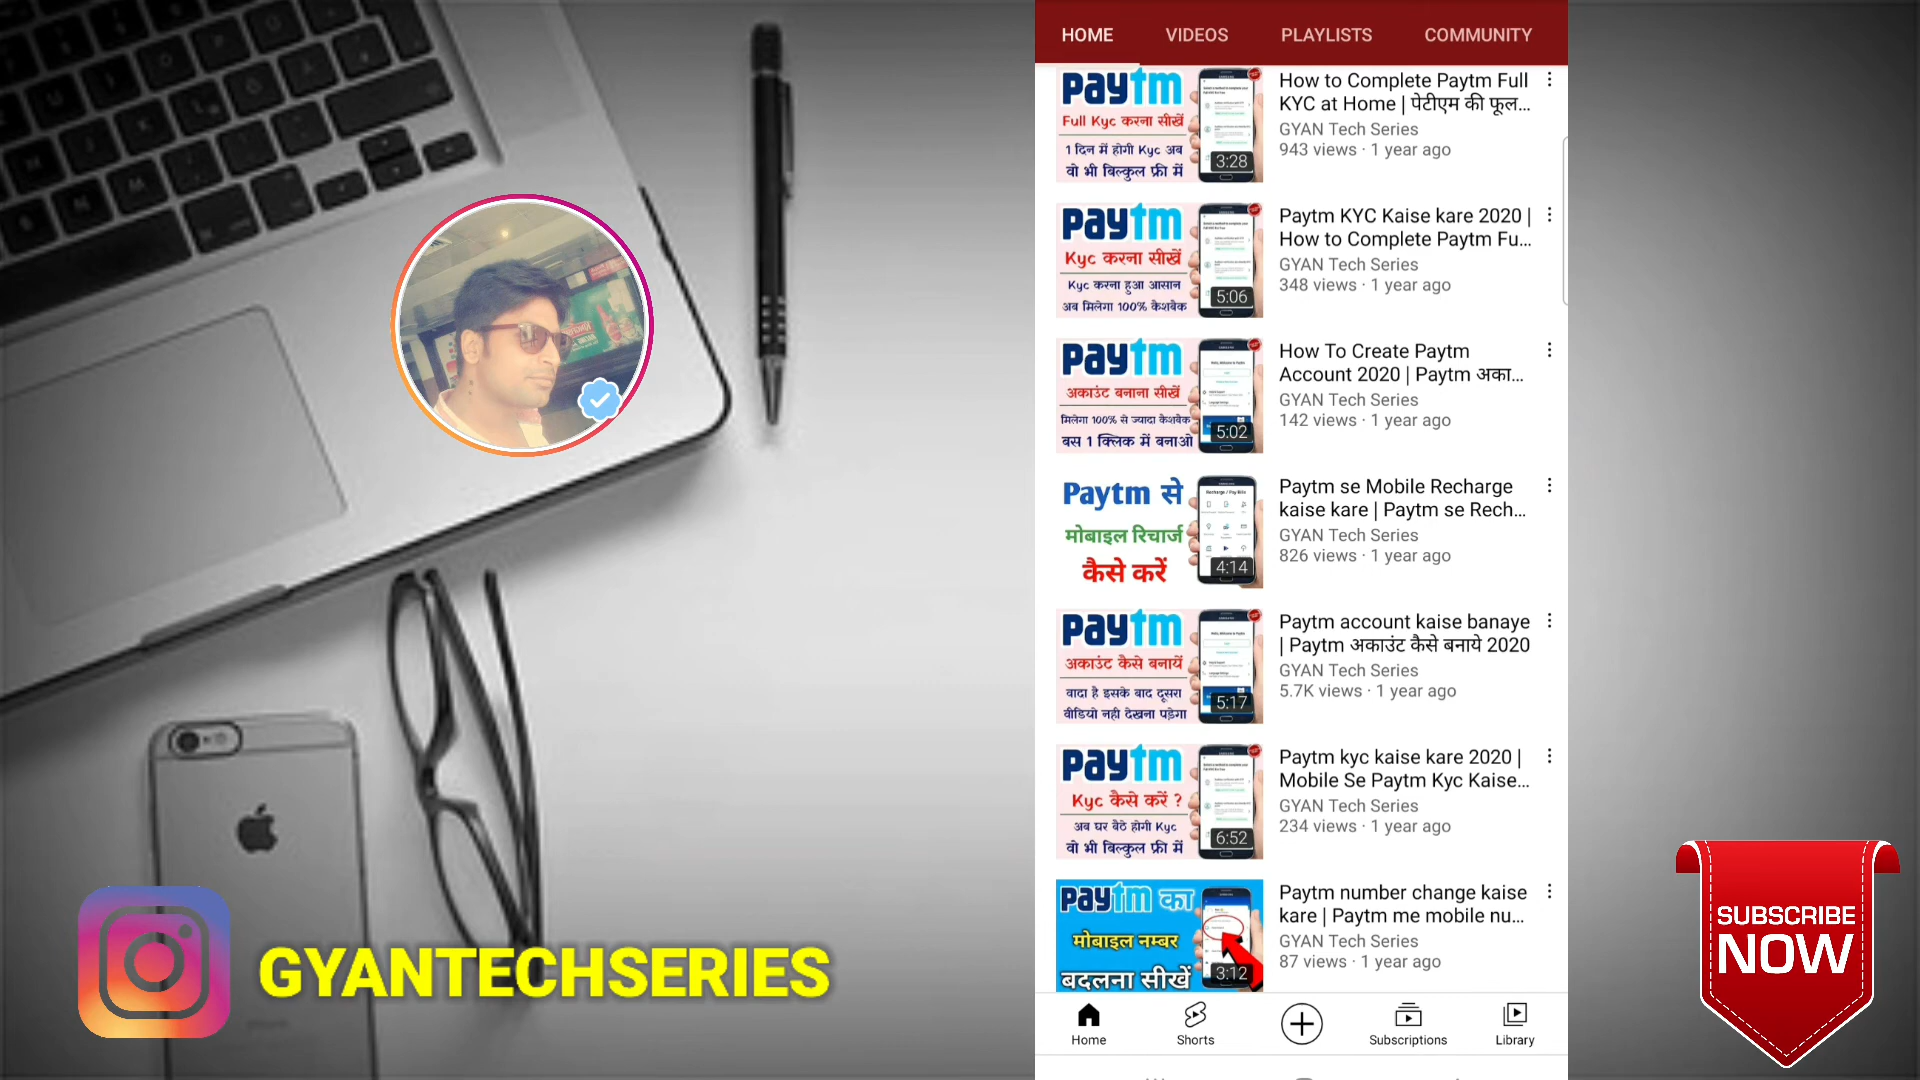 HOME VIDEOS PLAYLISTS COMMUNITY
paytm
Full Kyc करना सीखें
1 दिन में होगी Kyc अब
वो भी बिल्कुल फ्री में
3:28
How to Complete Paytm Full
KYC at Home | पेटीएम की फूल...
GYAN Tech Series
943 views · 1 year ago
paytm
Kyc करना सीखें
Kyc करना हुआ आसान
अब मिलेगा 100% केशबेक
5:06
Paytm KYC Kaise kare 2020 |
How to Complete Paytm Fu...
GYAN Tech Series
348 views · 1 year ago
paytm
अकाउंट बनाना सीखें
मिलेगा 100% से ज्यादा केशबेक
बस 1 क्लिक में बनाओ
5:02
How To Create Paytm
Account 2020 | Paytm अका...
GYAN Tech Series
142 views · 1 year ago
Paytm से
मोबाइल रिचार्ज
कैसे करें
Recharge / Pay Bills
4:14
Paytm se Mobile Recharge
kaise kare | Paytm se Rech...
GYAN Tech Series
826 views · 1 year ago
paytm
अकाउंट कैसे बनायें
वादा है इसके बाद दूसरा
वीडियो नही देखना पड़ेगा
5:17
Paytm account kaise banaye
| Paytm अकाउंट कैसे बनाये 2020
GYAN Tech Series
5.7K views · 1 year ago
paytm
Kyc कैसे करें ?
अब घर बैठे होगी Kyc
वो भी बिल्कुल फ्री में
6:52
Paytm kyc kaise kare 2020 |
Mobile Se Paytm Kyc Kaise...
GYAN Tech Series
234 views · 1 year ago
Paytm का
मोबाइल नम्बर
बदलना सीखें
3:12
Paytm number change kaise
kare | Paytm me mobile nu...
GYAN Tech Series
87 views · 1 year ago
Home Shorts Subscriptions Library
GYANTECHSERIES
SUBSCRIBE
NOW